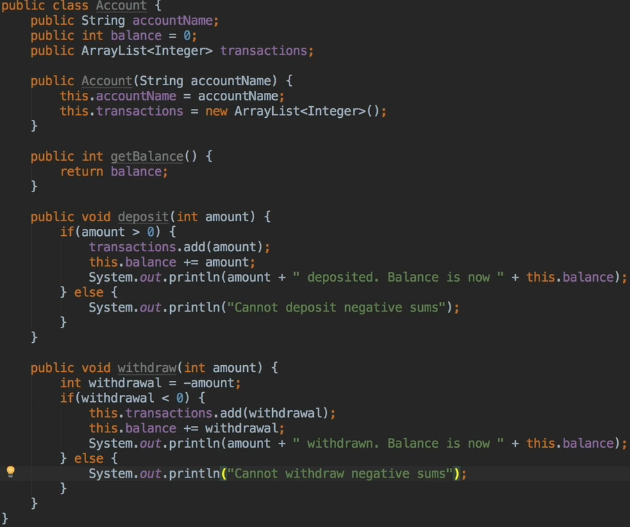 public class Account {
    public String accountName;
    public int balance = 0;
    public ArrayList<Integer> transactions;

    public Account(String accountName) {
        this.accountName = accountName;
        this.transactions = new ArrayList<Integer>();
    }

    public int getBalance() {
        return balance;
    }

    public void deposit(int amount) {
        if(amount > 0) {
            transactions.add(amount);
            this.balance += amount;
            System.out.println(amount + " deposited. Balance is now " + this.balance);
        } else {
            System.out.println("Cannot deposit negative sums");
        }
    }

    public void withdraw(int amount) {
        int withdrawal = -amount;
        if(withdrawal < 0) {
            this.transactions.add(withdrawal);
            this.balance += withdrawal;
            System.out.println(amount + " withdrawn. Balance is now " + this.balance);
        } else {
            System.out.println("Cannot withdraw negative sums");
        }
    }
}